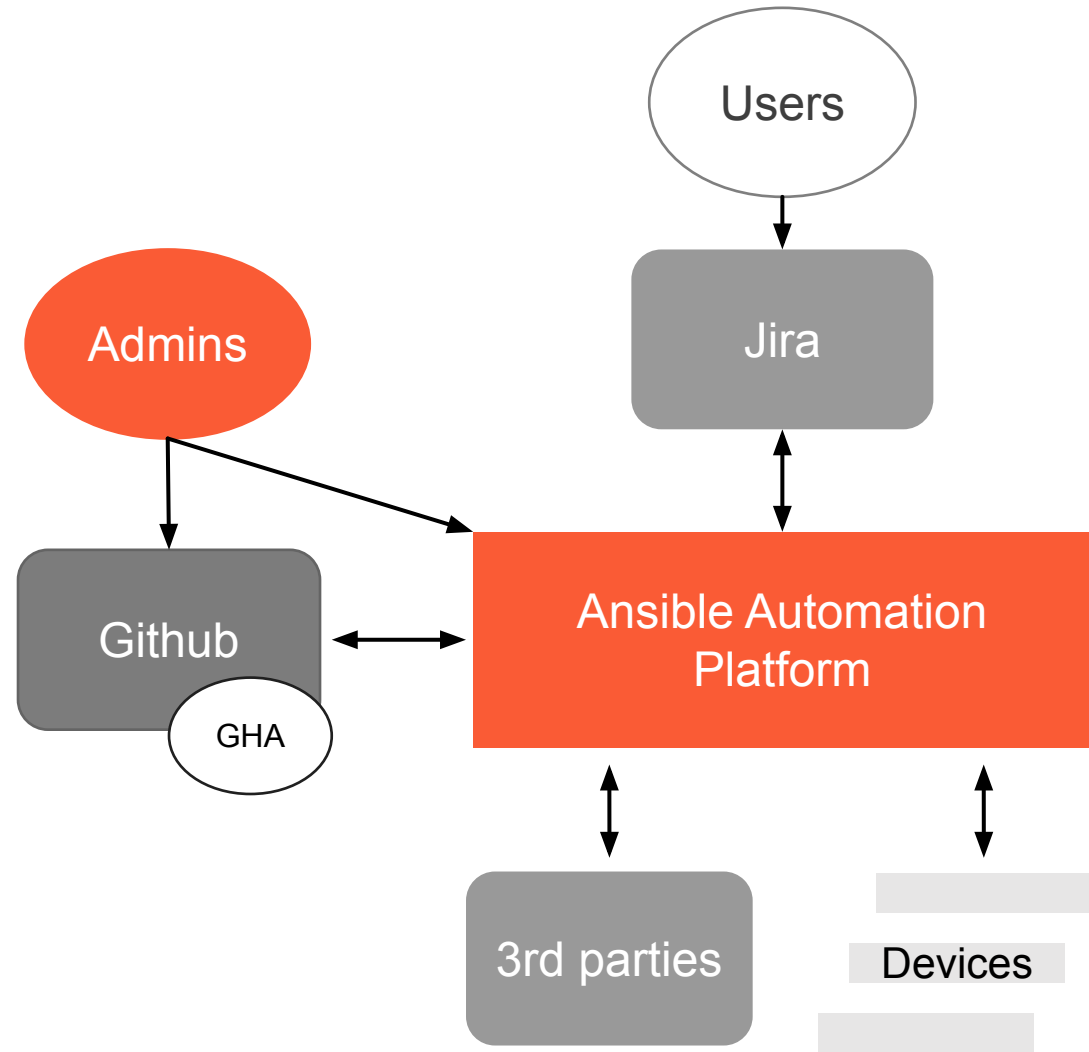 Users
Admins
Jira
Github
GHA
Ansible Automation
Platform
3rd parties
Devices